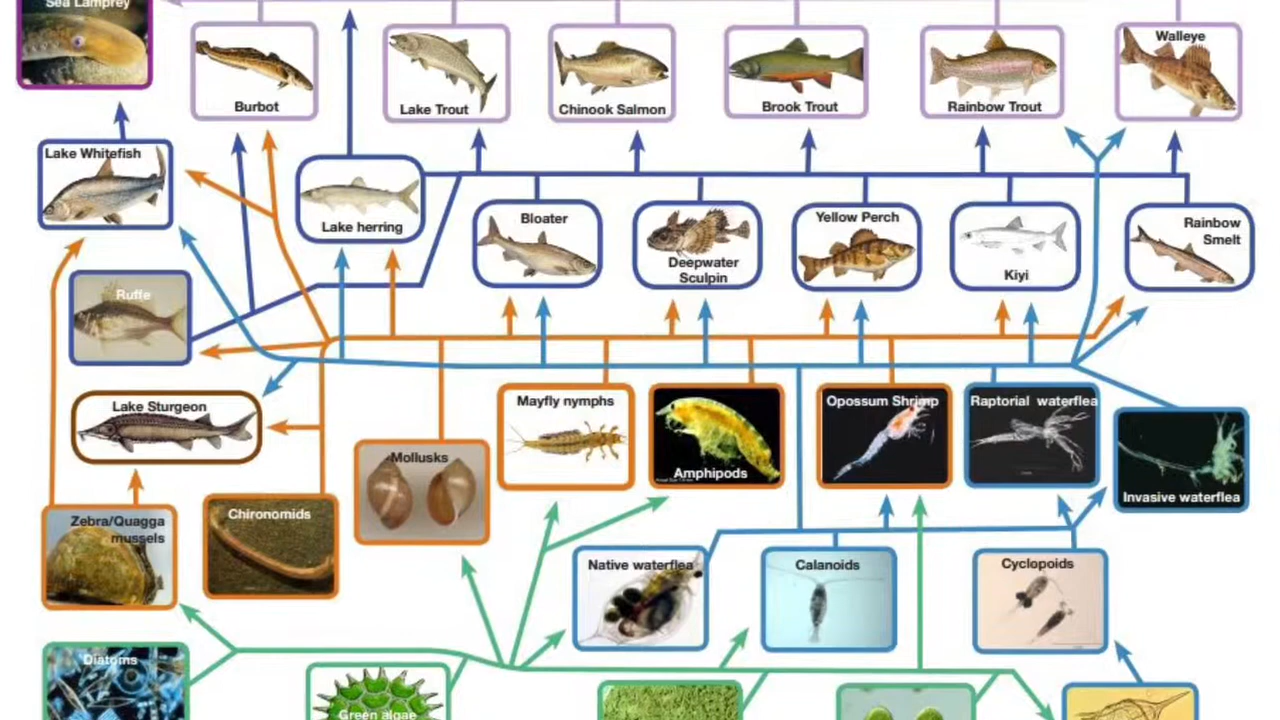 Sea Lamprey
Burbot
Lake Trout
Chinook Salmon
Brook Trout
Rainbow Trout
Walleye
Lake Whitefish
Lake herring
Bloater
Deepwater
Sculpin
Yellow Perch
Kiyi
Rainbow
Smelt
Ruffe
Lake Sturgeon
Mollusks
Mayfly nymphs
Amphipods
Opossum Shrimp
Raptorial waterflea
Invasive waterflea
Zebra/Quagga
mussels
Chironomids
Native waterflea
Calanoids
Cyclopoids
Diatoms
Green algae